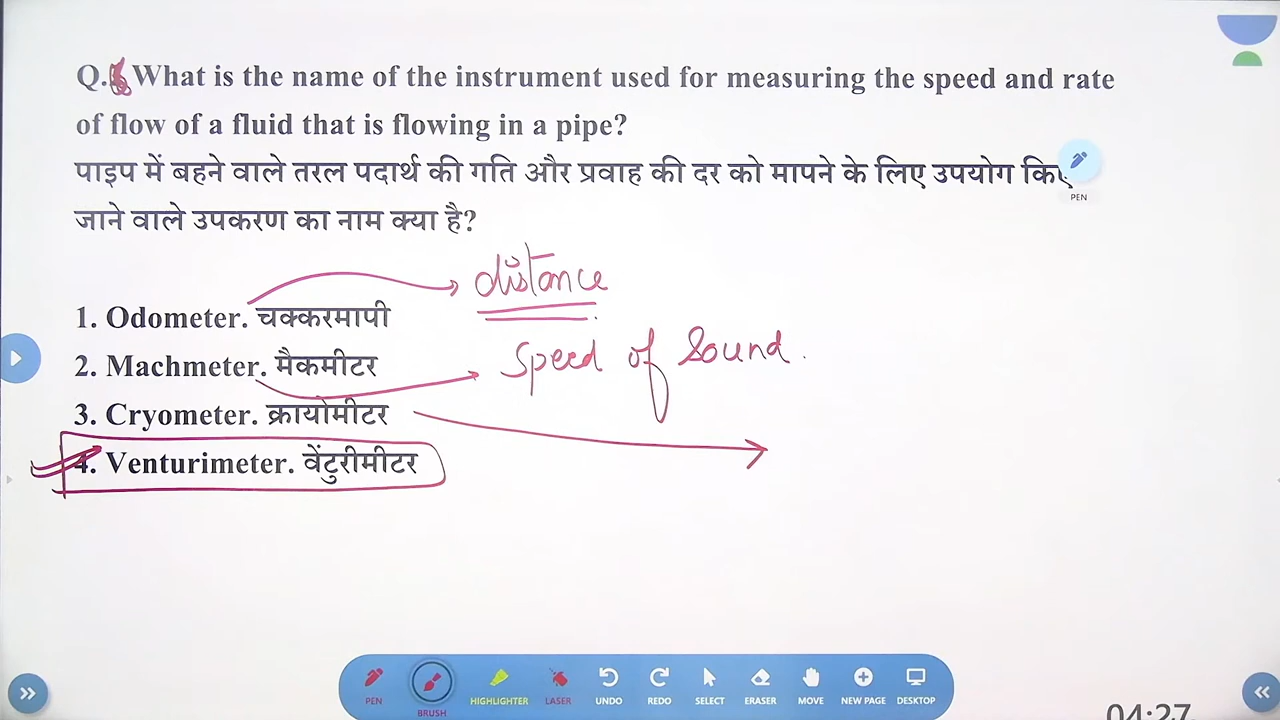 Q. What is the name of the instrument used for measuring the speed and rate
of flow of a fluid that is flowing in a pipe?
पाइप में बहने वाले तरल पदार्थ की गति और प्रवाह की दर को मापने के लिए उपयोग किए
PEN
जाने वाले उपकरण का नाम क्या है?
distance
1. Odometer. चक्करमापी
speed of sound.
2. Machmeter. मैकमीटर
3. Cryometer. क्रायोमीटर
4. Venturimeter. वेंटुरीमीटर
PEN BRUSH HIGHLIGHTER LASER UNDO REDO SELECT ERASER MOVE NEW PAGE DESKTOP
04:27